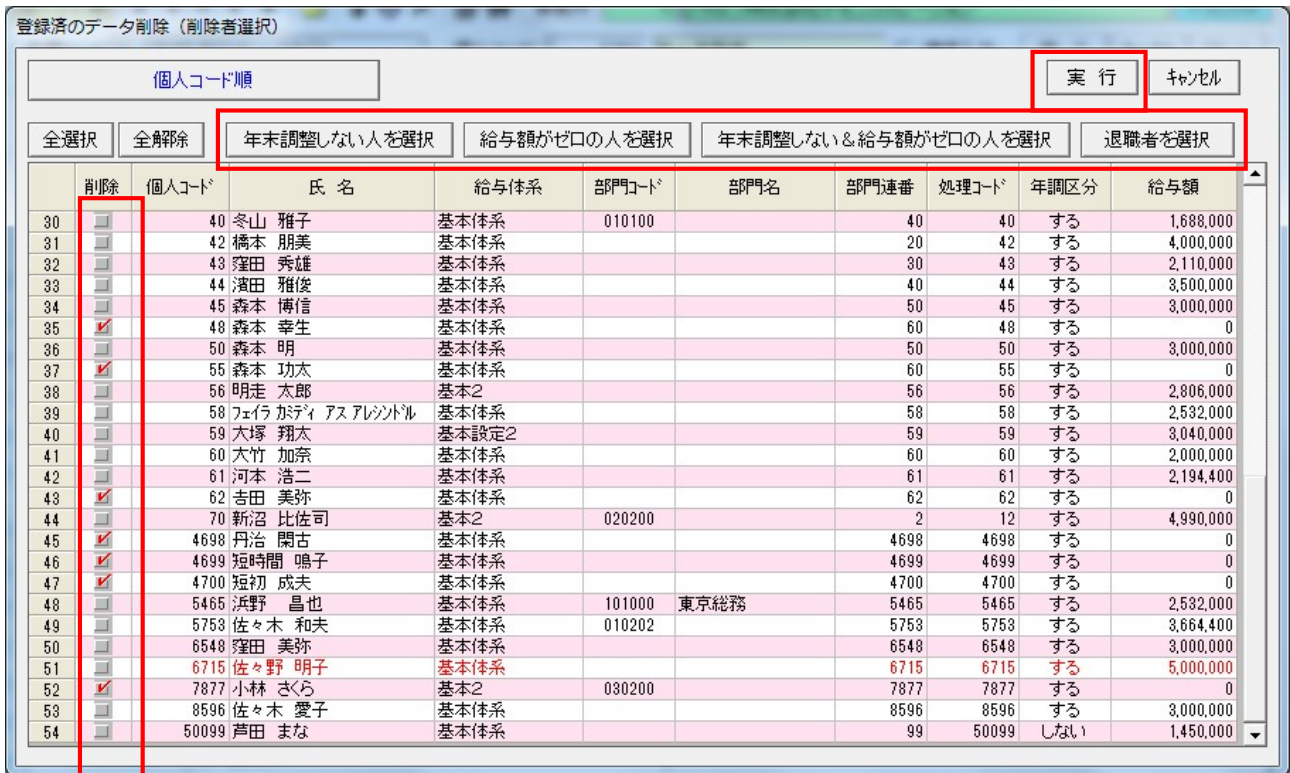 登録済のデータ削除（削除者選択）
個人コード順 実 行 ｷｬﾝｾﾙ
全選択 全解除 年末調整しない人を選択 給与額がゼロの人を選択 年末調整しない＆給与額がゼロの人を選択 退職者を選択
削除 個人ｺｰﾄﾞ 氏 名 給与体系 部門ｺｰﾄﾞ 部門名 部門連番 処理ｺｰﾄﾞ 年調区分 給与額
30 40 冬山 雅子 基本体系 010100 40 40 する 1,688,000
31 42 橋本 朋美 基本体系 20 42 する 4,000,000
32 43 窪田 秀雄 基本体系 30 43 する 2,110,000
33 44 濱田 雅俊 基本体系 40 44 する 3,500,000
34 45 森本 博信 基本体系 50 45 する 3,000,000
35 48 森本 幸生 基本体系 60 48 する 0
36 50 森本 明 基本体系 50 50 する 3,000,000
37 55 森本 功太 基本体系 60 55 する 0
38 56 明走 太郎 基本2 56 56 する 2,806,000
39 58 ﾌｪｲﾗ ｶﾐﾃﾞｨ ｱｽ ｱﾚｼﾝﾄﾞﾙ 基本体系 58 58 する 2,532,000
40 59 大塚 翔太 基本設定2 59 59 する 3,040,000
41 60 大竹 加奈 基本体系 60 60 する 2,000,000
42 61 河本 浩二 基本体系 61 61 する 2,194,400
43 62 吉田 美弥 基本体系 62 62 する 0
44 70 新沼 比佐司 基本2 020200 2 12 する 4,990,000
45 4698 丹治 閑古 基本体系 4698 4698 する 0
46 4699 短時間 鳴子 基本体系 4699 4699 する 0
47 4700 短初 成夫 基本体系 4700 4700 する 0
48 5465 浜野 昌也 基本体系 101000 東京総務 5465 5465 する 2,532,000
49 5753 佐々木 和夫 基本体系 010202 5753 5753 する 3,664,400
50 6548 窪田 美弥 基本体系 6548 6548 する 3,000,000
51 6715 佐々野 明子 基本体系 6715 6715 する 5,000,000
52 7877 小林 さくら 基本2 030200 7877 7877 する 0
53 8596 佐々木 愛子 基本体系 8596 8596 する 3,000,000
54 50099 芦田 まな 基本体系 99 50099 しない 1,450,000